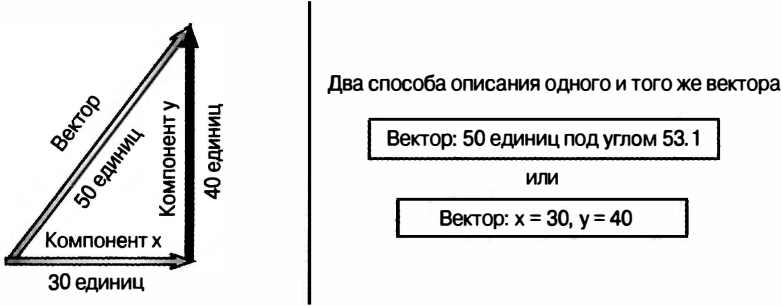 Вектор
50 единиц
Компонент y
40 единиц
Компонент x
30 единиц
Два способа описания одного и того же вектора
Вектор: 50 единиц под углом 53.1
или
Вектор: x = 30, y = 40